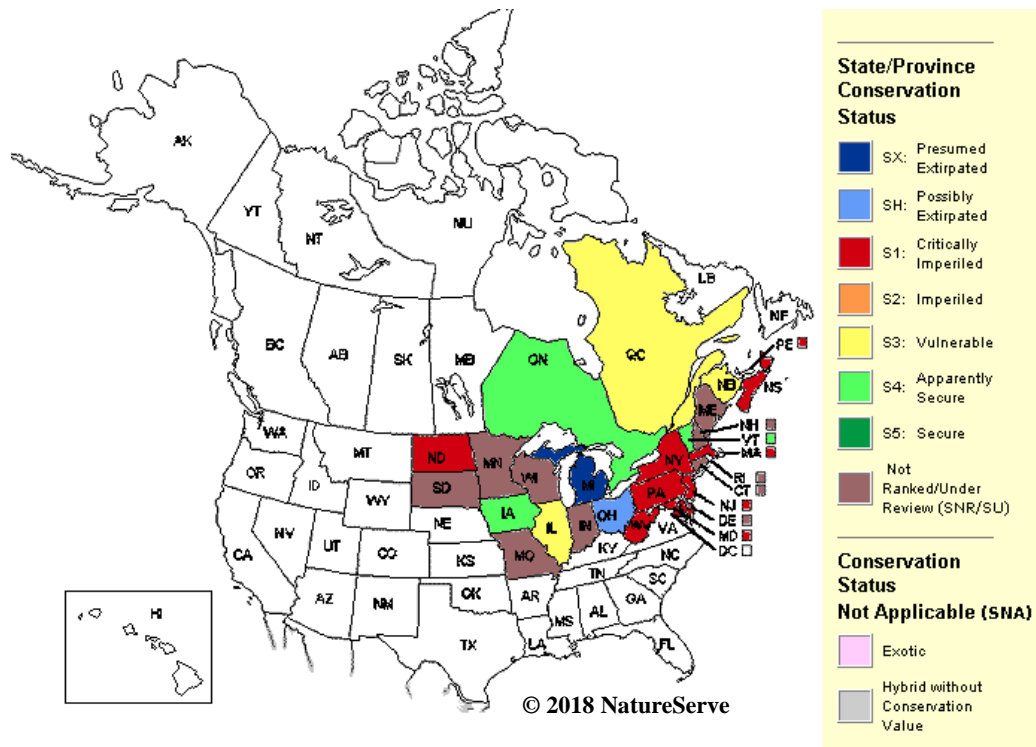 AK
YT
NT
NU
BC
AB
SK
MB
ON
QC
LB
NF
PE
NB
NS
ME
NH
VT
MA
RI
CT
NJ
DE
MD
DC
WA
OR
ID
MT
WY
ND
SD
NE
KS
MN
WI
MI
IA
IL
IN
OH
MO
NY
PA
WV
VA
KY
NC
TN
SC
CA
NV
UT
CO
AZ
NM
OK
TX
AR
LA
MS
AL
GA
FL
HI
© 2018 NatureServe
State/Province
Conservation
Status
SX: Presumed
Extirpated
SH: Possibly
Extirpated
S1: Critically
Imperiled
S2: Imperiled
S3: Vulnerable
S4: Apparently
Secure
S5: Secure
Not
Ranked/Under
Review (SNR/SU)
Conservation
Status
Not Applicable (SNA)
Exotic
Hybrid without
Conservation
Value